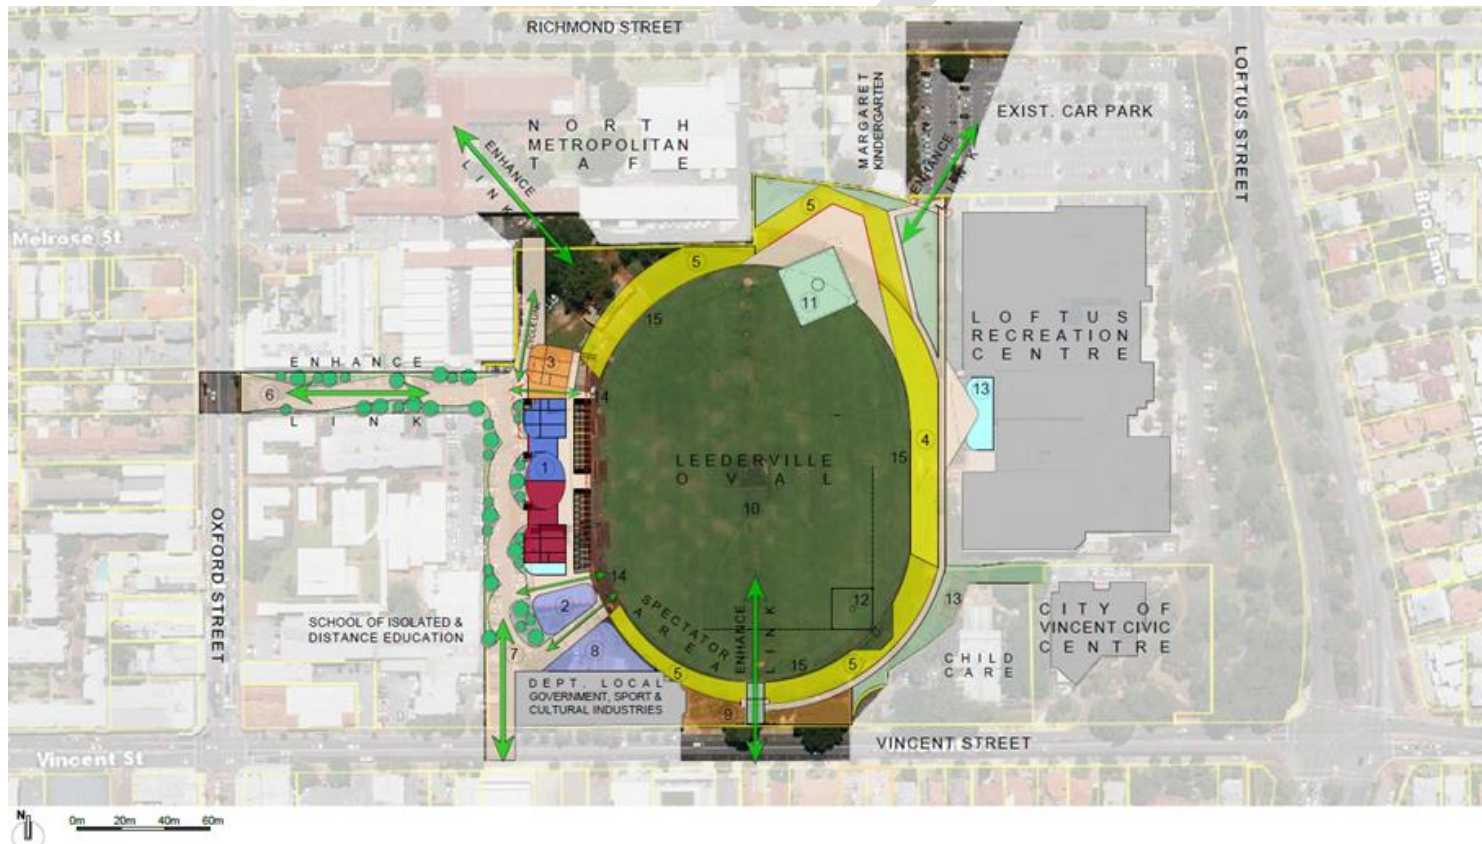 RICHMOND STREET
LOFTUS STREET
MARGARET
KINDERGARTEN
EXIST. CAR PARK
NORTH
METROPOLITAN
TAFE
ENHANCE
LINK
ENHANCE
LINK
Melrose St
Brio Lane
5
5
11
15
3
LOFTUS
RECREATION
CENTRE
ENHANCE
6
LINK
14
13
1
LEEDERVILLE
OVAL
15
4
10
OXFORD STREET
14
2
SPECTATOR
AREA
ENHANCE
LINK
12
13
CITY OF
VINCENT CIVIC
CENTRE
SCHOOL OF ISOLATED &
DISTANCE EDUCATION
7
8
5
15
5
CHILD
CARE
DEPT. LOCAL
GOVERNMENT, SPORT &
CULTURAL INDUSTRIES
9
VINCENT STREET
Vincent St
N
0m 20m 40m 60m